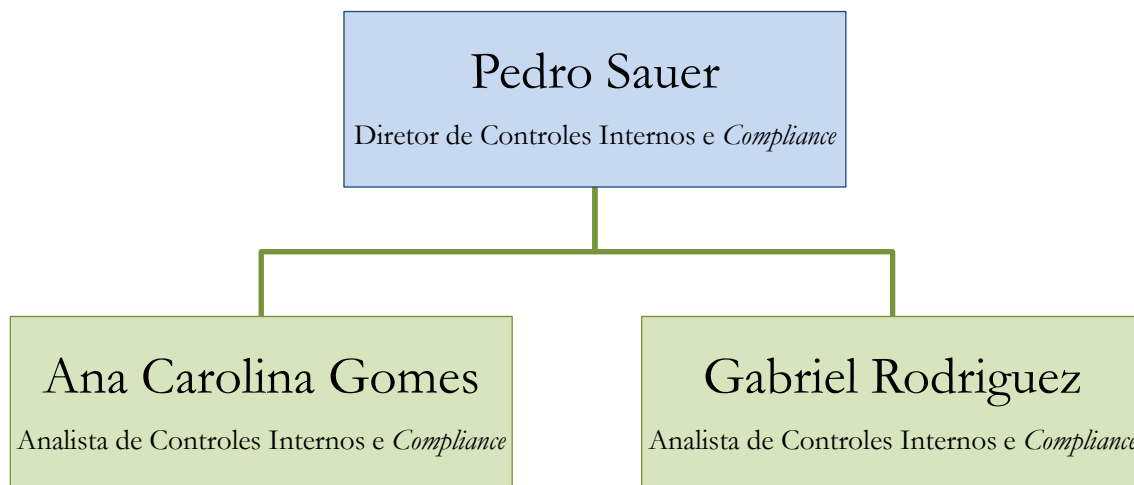 Pedro Sauer
Diretor de Controles Internos e Compliance
Ana Carolina Gomes
Analista de Controles Internos e Compliance
Gabriel Rodriguez
Analista de Controles Internos e Compliance